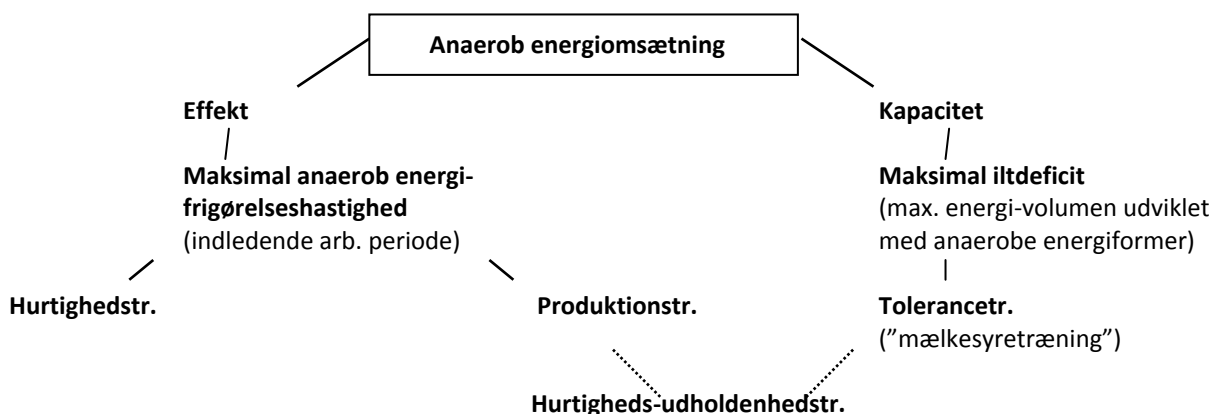 Anaerob energiomsætning
Effekt
Kapacitet
Maksimal anaerob energi-
frigørelseshastighed
(indledende arb. periode)
Maksimal iltdeficit
(max. energi-volumen udviklet
med anaerobe energiformer)
Hurtighedstr.
Produktionstr.
Tolerancetr.
(”mælkesyretræning”)
Hurtigheds-udholdenhedstr.